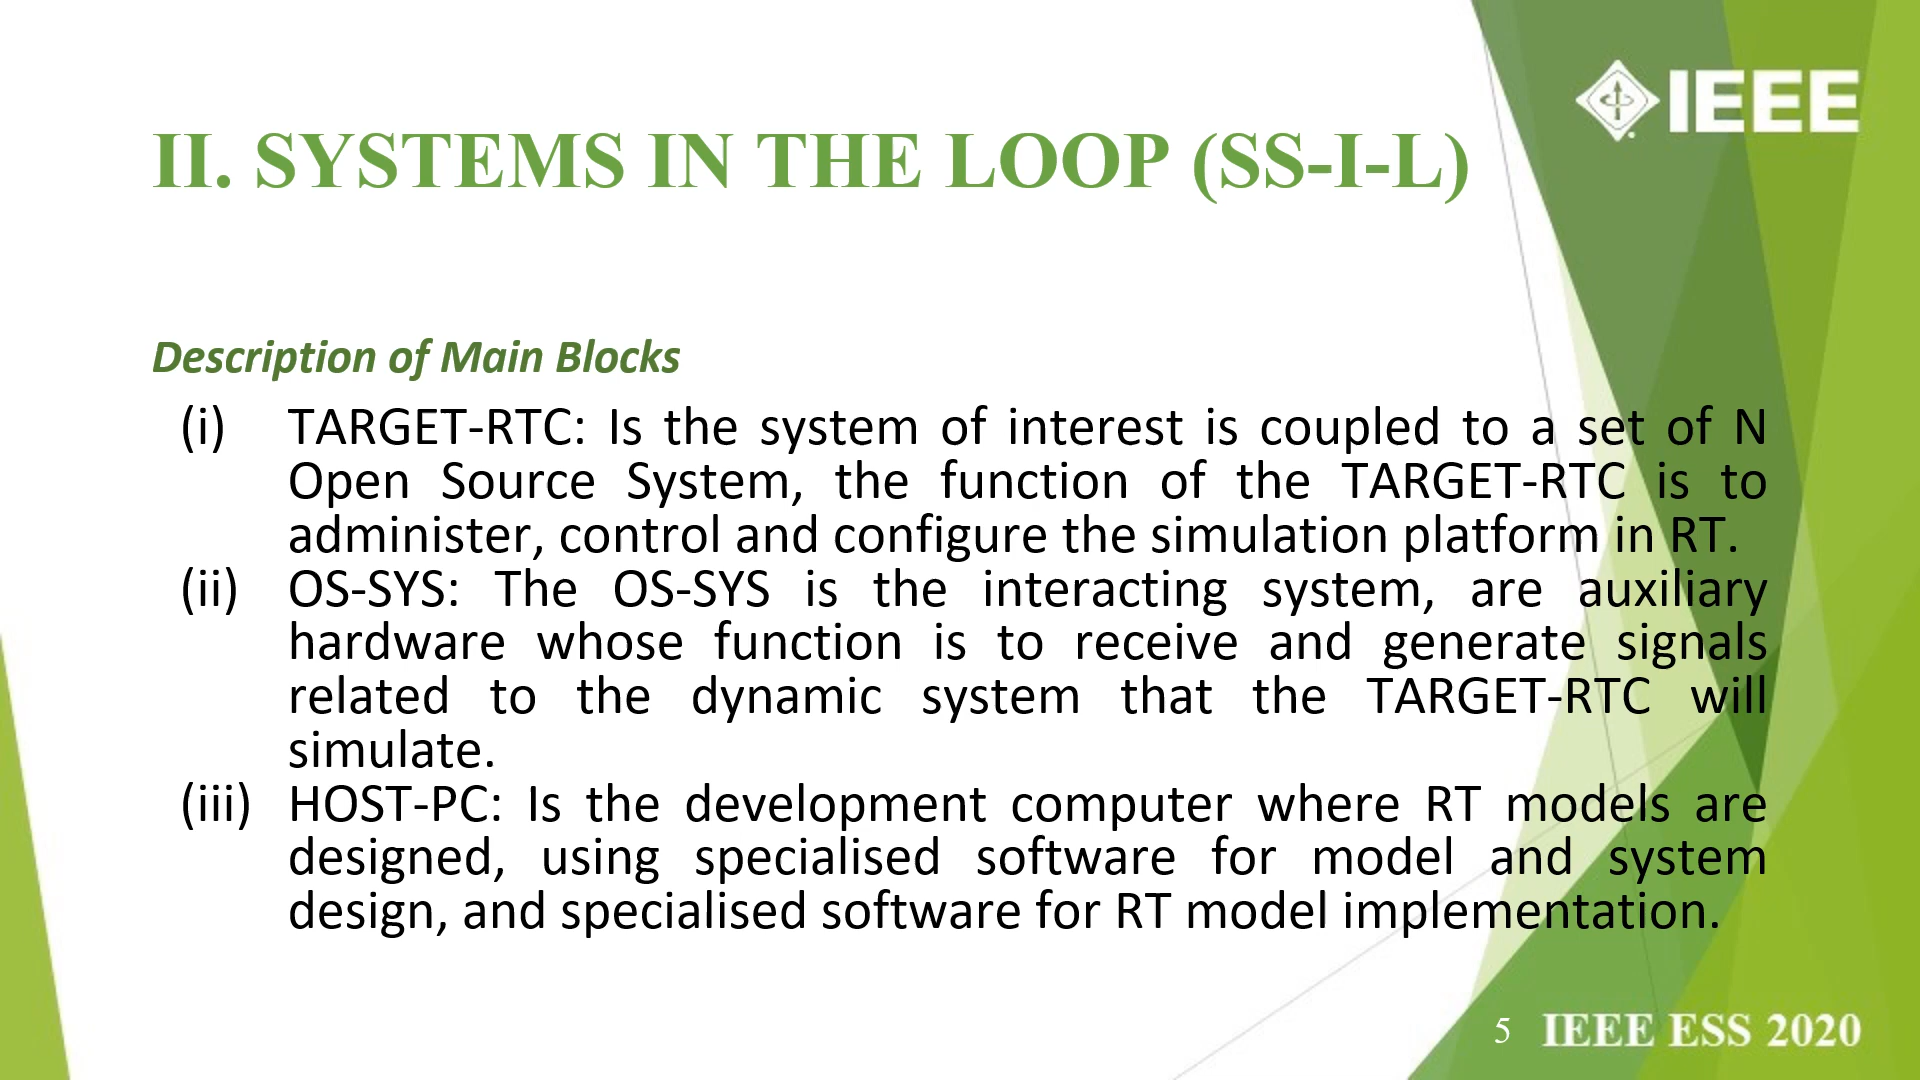 IEEE
II. SYSTEMS IN THE LOOP (SS-I-L)
Description of Main Blocks
(i) TARGET-RTC: Is the system of interest is coupled to a set of N
Open Source System, the function of the TARGET-RTC is to
administer, control and configure the simulation platform in RT.
(ii) OS-SYS: The OS-SYS is the interacting system, are auxiliary
hardware whose function is to receive and generate signals
related to the dynamic system that the TARGET-RTC will
simulate.
(iii) HOST-PC: Is the development computer where RT models are
designed, using specialised software for model and system
design, and specialised software for RT model implementation.
5 IEEE ESS 2020